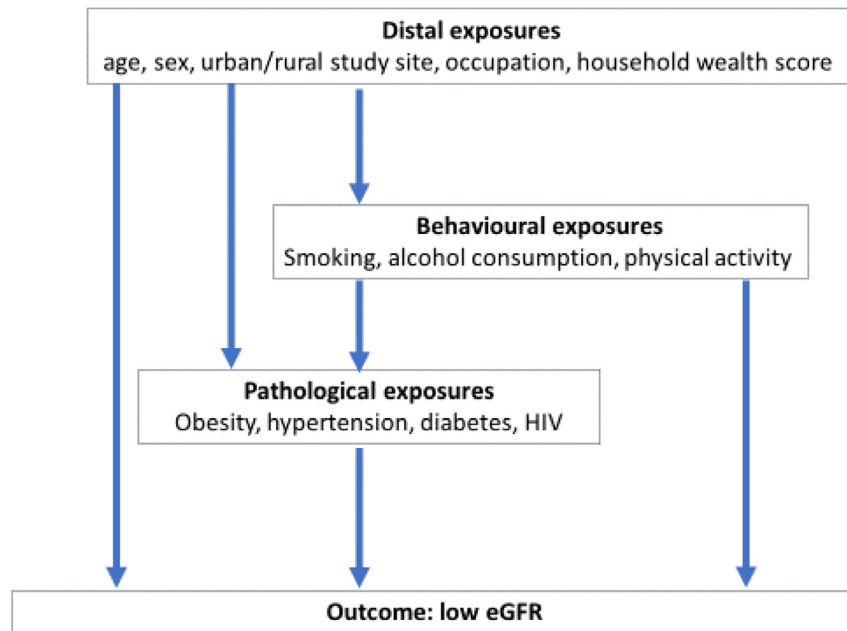 Distal exposures
age, sex, urban/rural study site, occupation, household wealth score
Behavioural exposures
Smoking, alcohol consumption, physical activity
Pathological exposures
Obesity, hypertension, diabetes, HIV
Outcome: low eGFR